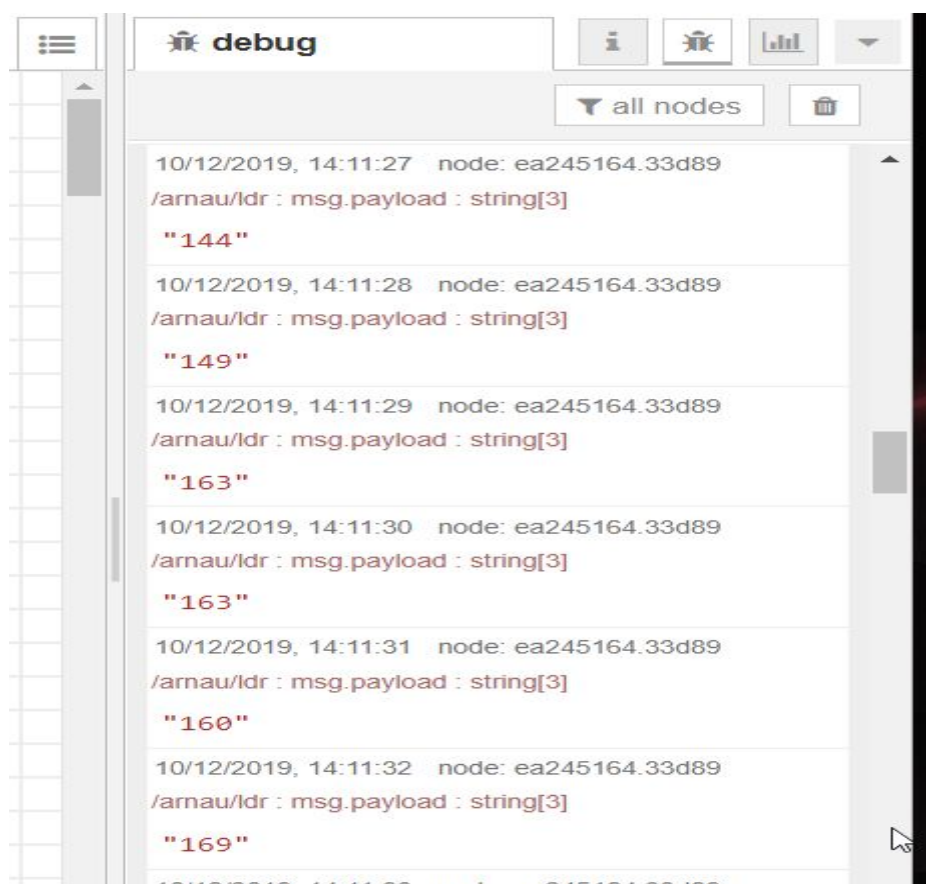 debug
i
all nodes
10/12/2019, 14:11:27 node: ea245164.33d89
/arnau/ldr : msg.payload : string[3]
"144"
10/12/2019, 14:11:28 node: ea245164.33d89
/arnau/ldr : msg.payload : string[3]
"149"
10/12/2019, 14:11:29 node: ea245164.33d89
/arnau/ldr : msg.payload : string[3]
"163"
10/12/2019, 14:11:30 node: ea245164.33d89
/arnau/ldr : msg.payload : string[3]
"163"
10/12/2019, 14:11:31 node: ea245164.33d89
/arnau/ldr : msg.payload : string[3]
"160"
10/12/2019, 14:11:32 node: ea245164.33d89
/arnau/ldr : msg.payload : string[3]
"169"